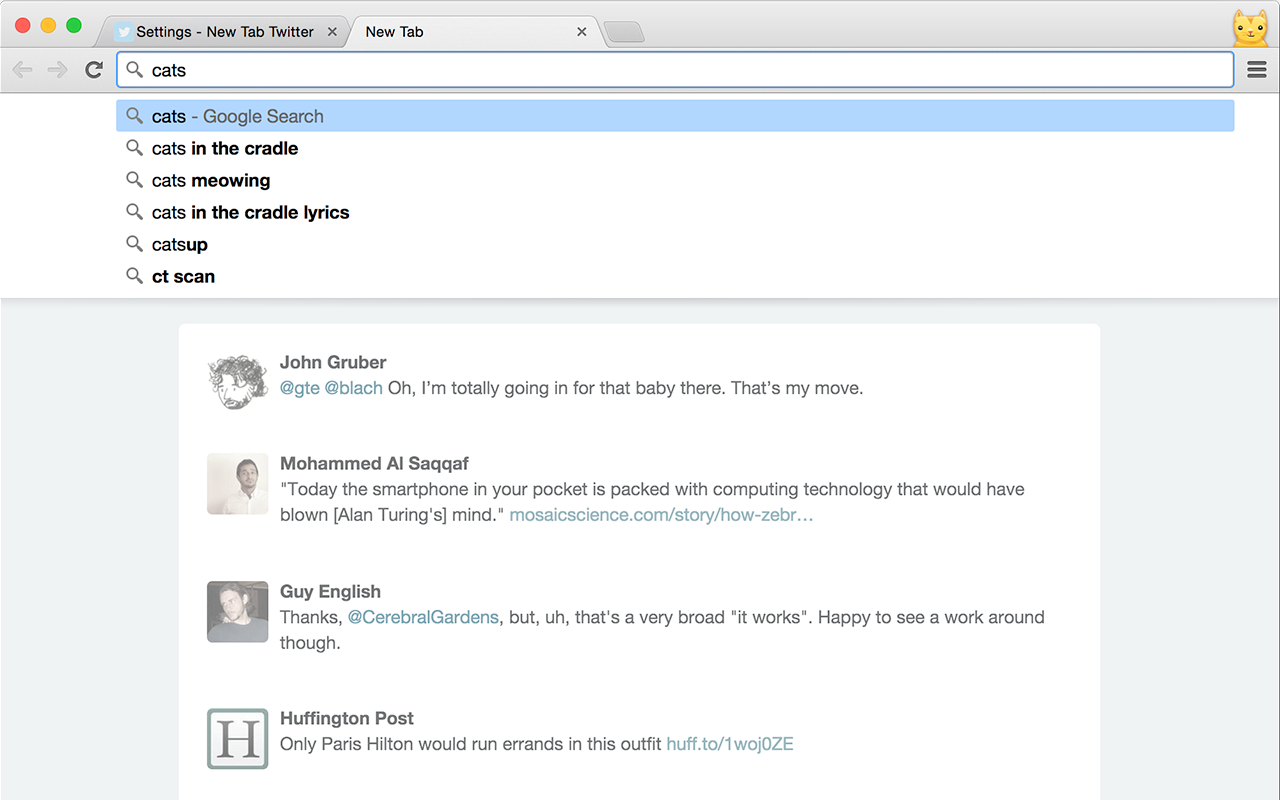 Settings - New Tab Twitter
New Tab
cats
cats - Google Search
cats in the cradle
cats meowing
cats in the cradle lyrics
catsup
ct scan
John Gruber
@gte @blach Oh, I’m totally going in for that baby there. That’s my move.
Mohammed Al Saqqaf
"Today the smartphone in your pocket is packed with computing technology that would have
blown [Alan Turing's] mind." mosaicscience.com/story/how-zebr…
Guy English
Thanks, @CerebralGardens, but, uh, that's a very broad "it works". Happy to see a work around
though.
H
Huffington Post
Only Paris Hilton would run errands in this outfit huff.to/1woj0ZE